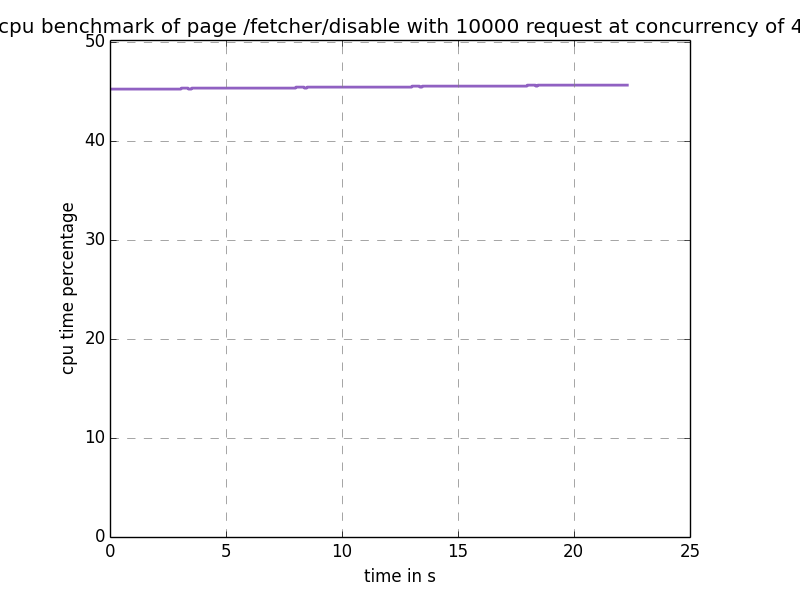 cpu benchmark of page /fetcher/disable with 10000 request at concurrency of 4
50
40
30
20
10
0
cpu time percentage
0 5 10 15 20 25
time in s